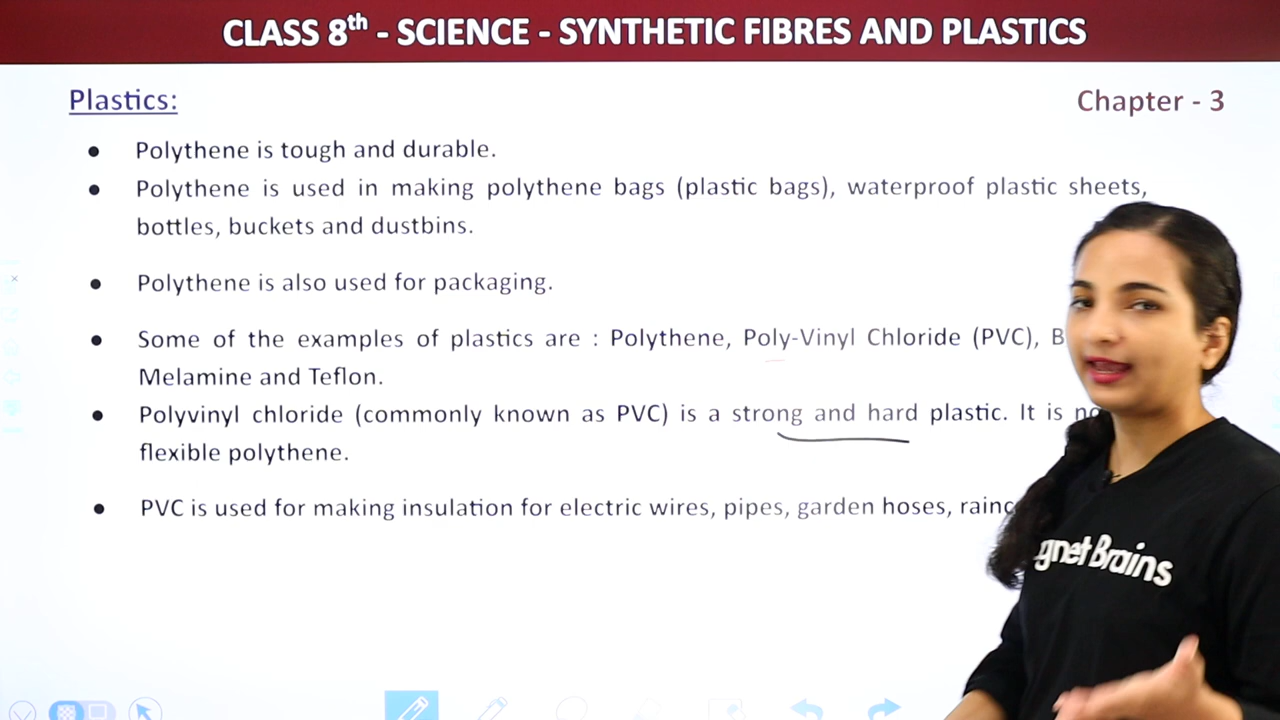 CLASS 8th - SCIENCE - SYNTHETIC FIBRES AND PLASTICS
Plastics:
Chapter - 3
● Polythene is tough and durable.
● Polythene is used in making polythene bags (plastic bags), waterproof plastic sheets,
bottles, buckets and dustbins.
● Polythene is also used for packaging.
● Some of the examples of plastics are : Polythene, Poly-Vinyl Chloride (PVC),
Melamine and Teflon.
● Polyvinyl chloride (commonly known as PVC) is a strong and hard plastic. It is
flexible polythene.
● PVC is used for making insulation for electric wires, pipes, garden hoses,
gnet Brains